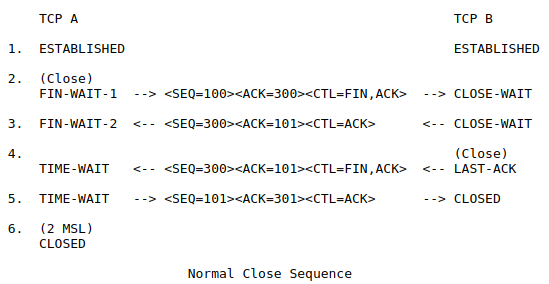 TCP A                                                TCP B
1.  ESTABLISHED                                          ESTABLISHED
2.  (Close)
FIN-WAIT-1  --> <SEQ=100><ACK=300><CTL=FIN,ACK>  --> CLOSE-WAIT
3.  FIN-WAIT-2  <-- <SEQ=300><ACK=101><CTL=ACK>      <-- CLOSE-WAIT
4.                                                       (Close)
TIME-WAIT   <-- <SEQ=300><ACK=101><CTL=FIN,ACK>  <-- LAST-ACK
5.  TIME-WAIT   --> <SEQ=101><ACK=301><CTL=ACK>      --> CLOSED
6.  (2 MSL)
CLOSED
Normal Close Sequence